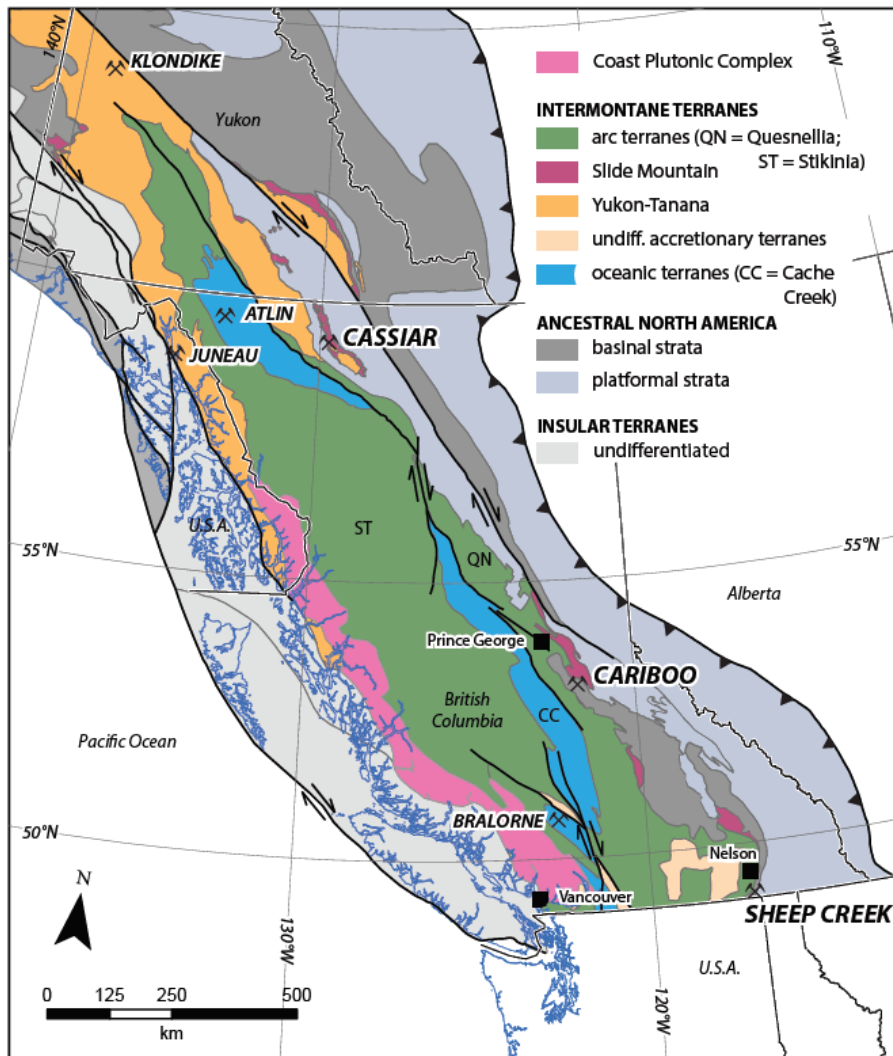 140°W
110°W
KLONDIKE
Yukon
Coast Plutonic Complex
INTERMONTANE TERRANES
arc terranes (QN = Quesnellia;
ST = Stikinia)
Slide Mountain
Yukon-Tanana
undiff. accretionary terranes
oceanic terranes (CC = Cache
Creek)
ANCESTRAL NORTH AMERICA
basinal strata
platformal strata
INSULAR TERRANES
undifferentiated
ATLIN
CASSIAR
JUNEAU
U.S.A.
ST
QN
55°N
55°N
Alberta
Prince George
CARIBOO
British
Columbia
CC
Pacific Ocean
50°N
BRALORNE
Nelson
Vancouver
SHEEP CREEK
N
130°W
120°W
U.S.A.
0 125 250 500
km